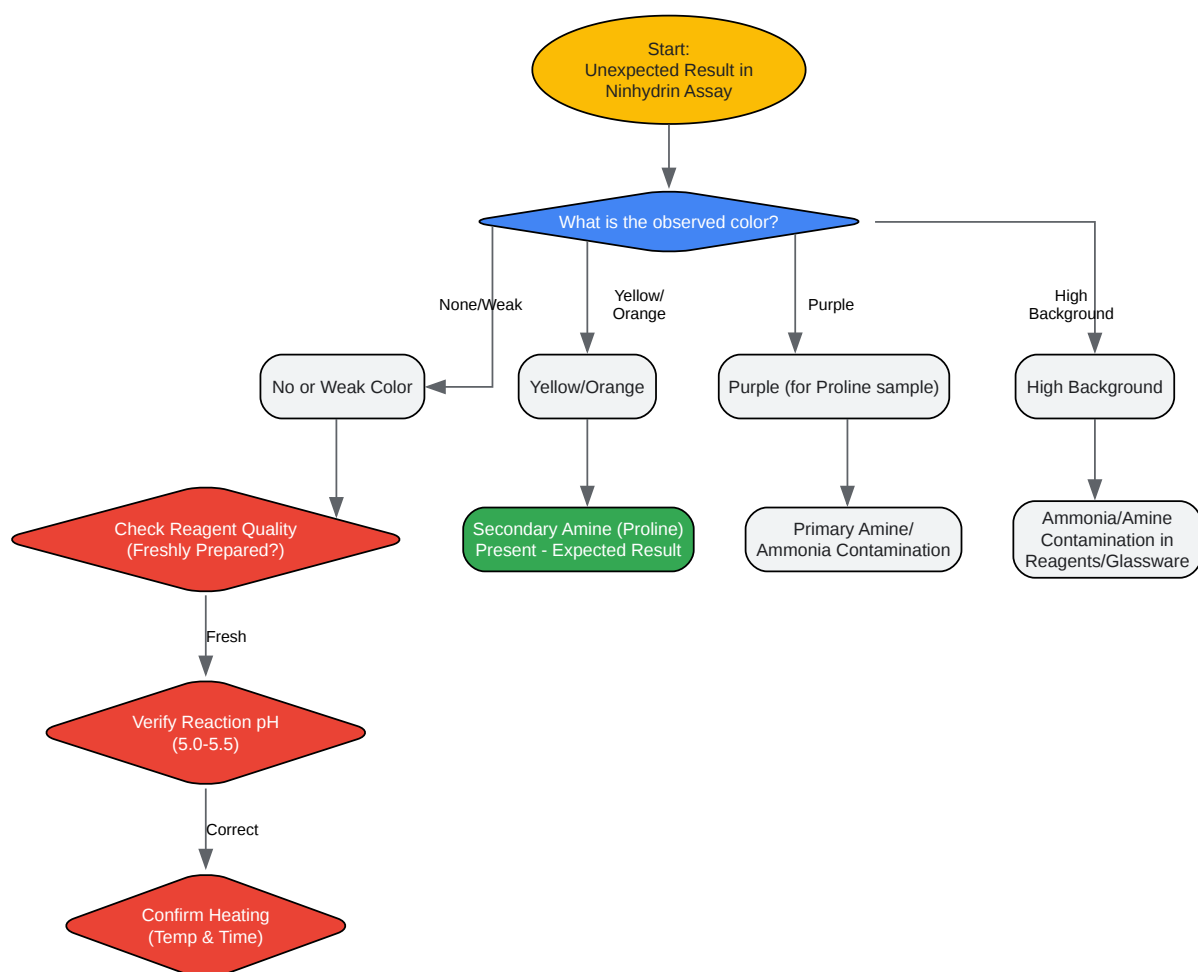 Start:
Unexpected Result in
Ninhydrin Assay
What is the observed color?
None/Weak
Yellow/
Orange
Purple
High
Background
No or Weak Color
Yellow/Orange
Purple (for Proline sample)
High Background
Check Reagent Quality
(Freshly Prepared?)
Secondary Amine (Proline)
Present - Expected Result
Primary Amine/
Ammonia Contamination
Ammonia/Amine
Contamination in
Reagents/Glassware
Fresh
Verify Reaction pH
(5.0-5.5)
Correct
Confirm Heating
(Temp & Time)